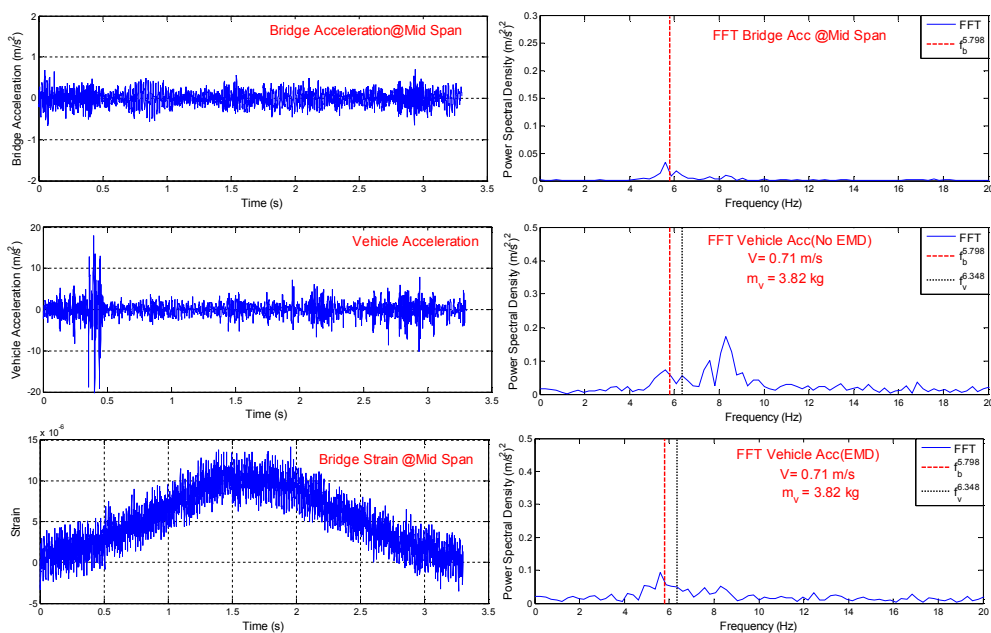 Bridge Acceleration@Mid Span
Bridge Acceleration (m/s²)
2
1
0
-1
-2
0 0.5 1 1.5 2 2.5 3 3.5
Time (s)
FFT Bridge Acc @Mid Span
FFT
f_b^5.798
Power Spectral Density (m/s²)²
0.3
0.25
0.2
0.15
0.1
0.05
0
0 2 4 6 8 10 12 14 16 18 20
Frequency (Hz)
Vehicle Acceleration
Vehicle Acceleration (m/s²)
20
10
0
-10
20
0 0.5 1 1.5 2 2.5 3 3.5
Time (s)
FFT Vehicle Acc(No EMD)
V= 0.71 m/s
m_v = 3.82 kg
FFT
f_b^5.798
f_v^6.348
Power Spectral Density (m/s²)²
0.5
0.4
0.3
0.2
0.1
0
0 2 4 6 8 10 12 14 16 18 20
Frequency (Hz)
Bridge Strain @Mid Span
Strain
15 x 10^-6
10
5
0
-5
0 0.5 1 1.5 2 2.5 3 3.5
Time (s)
FFT Vehicle Acc(EMD)
V= 0.71 m/s
m_v = 3.82 kg
FFT
f_b^5.798
f_v^6.348
Power Spectral Density (m/s²)²
0.5
0.4
0.3
0.2
0.1
0
0 2 4 6 8 10 12 14 16 18 20
Frequency (Hz)